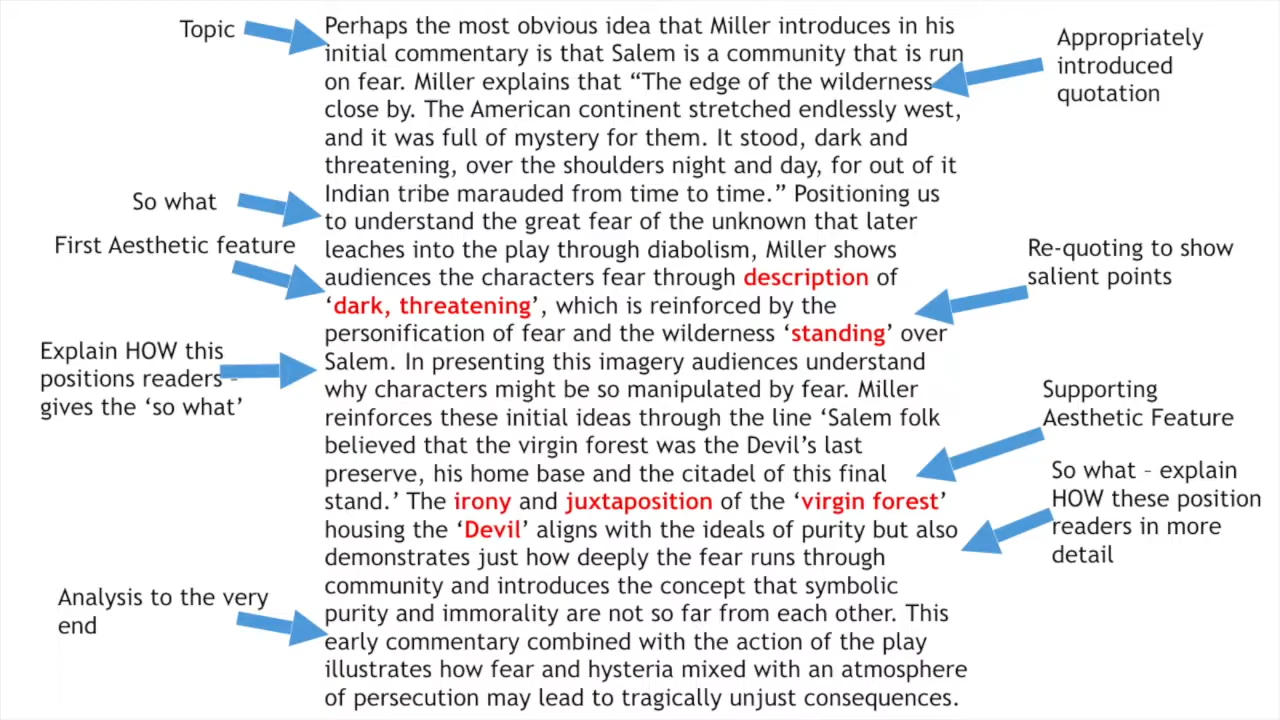 Topic
Perhaps the most obvious idea that Miller introduces in his
initial commentary is that Salem is a community that is run
on fear. Miller explains that “The edge of the wilderness
close by. The American continent stretched endlessly west,
and it was full of mystery for them. It stood, dark and
threatening, over the shoulders night and day, for out of it
Indian tribe marauded from time to time.” Positioning us
to understand the great fear of the unknown that later
leaches into the play through diabolism, Miller shows
audiences the characters fear through description of
‘dark, threatening’, which is reinforced by the
personification of fear and the wilderness ‘standing’ over
Salem. In presenting this imagery audiences understand
why characters might be so manipulated by fear. Miller
reinforces these initial ideas through the line ‘Salem folk
believed that the virgin forest was the Devil’s last
preserve, his home base and the citadel of this final
stand.’ The irony and juxtaposition of the ‘virgin forest’
housing the ‘Devil’ aligns with the ideals of purity but also
demonstrates just how deeply the fear runs through
community and introduces the concept that symbolic
purity and immorality are not so far from each other. This
early commentary combined with the action of the play
illustrates how fear and hysteria mixed with an atmosphere
of persecution may lead to tragically unjust consequences.
So what
First Aesthetic feature
Explain HOW this
positions readers –
gives the ‘so what’
Analysis to the very
end
Appropriately
introduced
quotation
Re-quoting to show
salient points
Supporting
Aesthetic Feature
So what – explain
HOW these position
readers in more
detail